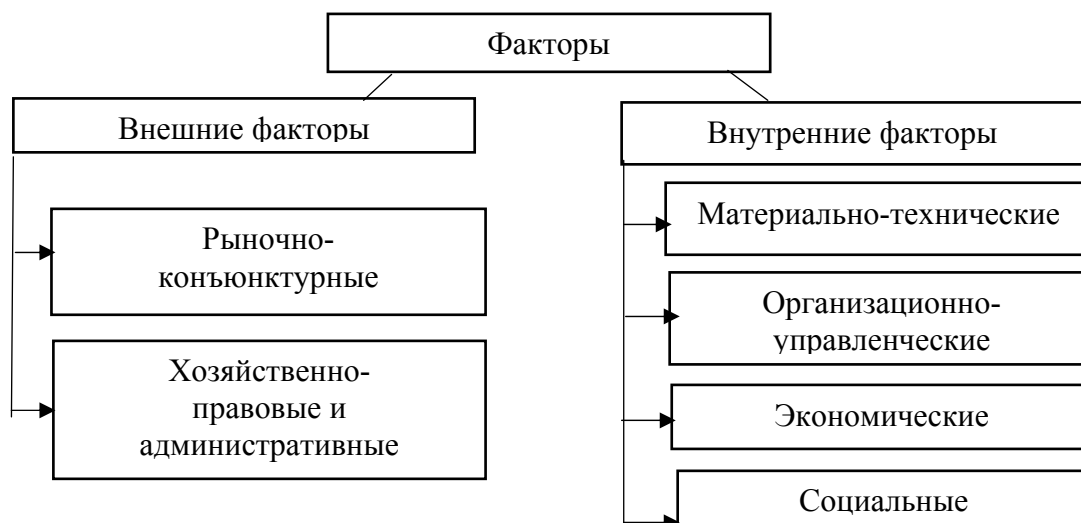 Факторы
Внешние факторы
Рыночно-
конъюнктурные
Хозяйственно-
правовые и
административные
Внутренние факторы
Материально-технические
Организационно-
управленческие
Экономические
Социальные